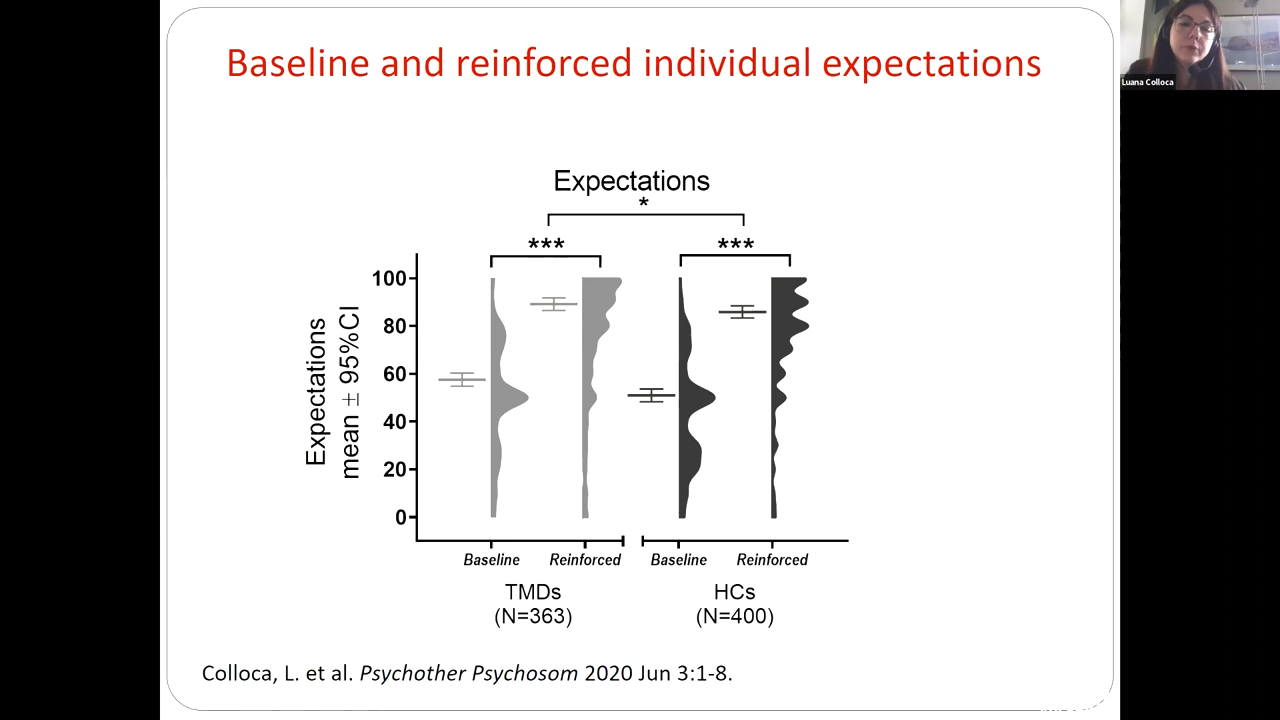 Baseline and reinforced individual expectations
Luana Colloca
Expectations
*
***
***
100
80
60
40
20
0
Expectations
mean ± 95%CI
Baseline
Reinforced
Baseline
Reinforced
TMDs
(N=363)
HCs
(N=400)
Colloca, L. et al. Psychother Psychosom 2020 Jun 3:1-8.